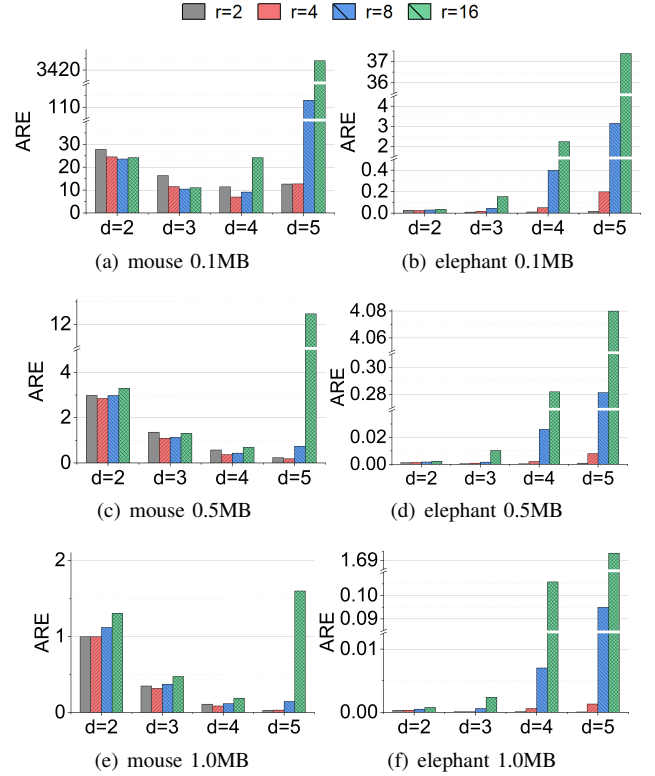 r=2 r=4 r=8 r=16
3420
110
30
20
10
0
ARE
d=2 d=3 d=4 d=5
(a) mouse 0.1MB
37
36
4
3
2
0.4
0.2
0.0
ARE
d=2 d=3 d=4 d=5
(b) elephant 0.1MB
12
4
2
0
ARE
d=2 d=3 d=4 d=5
(c) mouse 0.5MB
4.08
4.06
0.30
0.28
0.02
0.00
ARE
d=2 d=3 d=4 d=5
(d) elephant 0.5MB
2
1
0
ARE
d=2 d=3 d=4 d=5
(e) mouse 1.0MB
1.69
0.10
0.09
0.01
0.00
ARE
d=2 d=3 d=4 d=5
(f) elephant 1.0MB